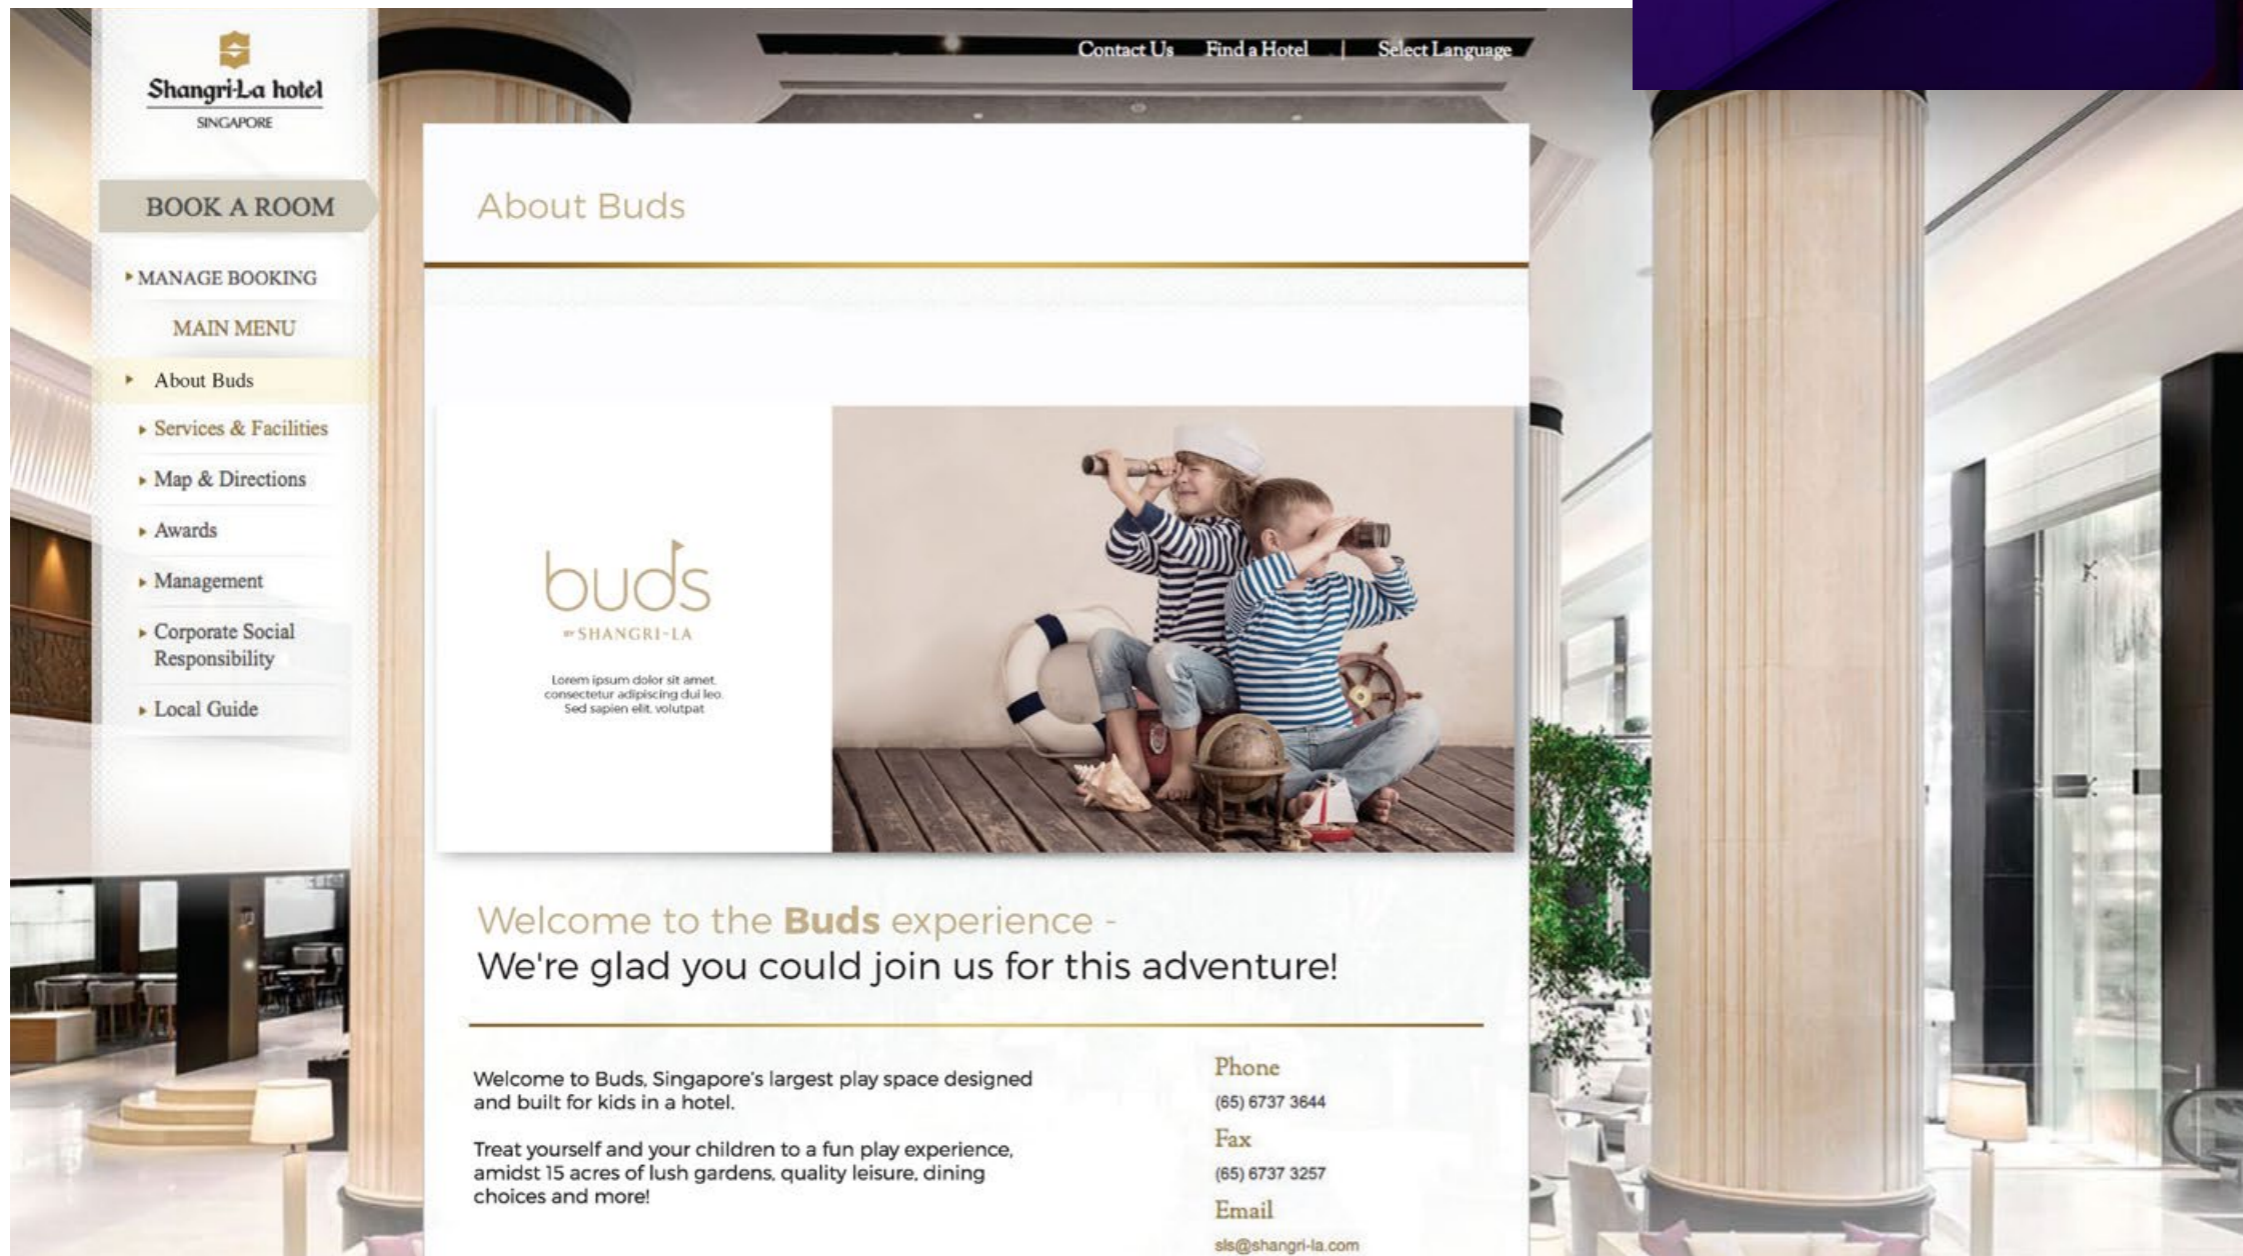 Shangri-La hotel
SINGAPORE
BOOK A ROOM
MANAGE BOOKING
MAIN MENU
About Buds
Services & Facilities
Map & Directions
Awards
Management
Corporate Social
Responsibility
Local Guide
Contact Us Find a Hotel | Select Language
About Buds
buds
BY SHANGRI-LA
Lorem ipsum dolor sit amet,
consectetur adipiscing dui leo.
Sed sapien elit, volutpat
Welcome to the Buds experience -
We're glad you could join us for this adventure!
Welcome to Buds, Singapore's largest play space designed
and built for kids in a hotel.
Treat yourself and your children to a fun play experience,
amidst 15 acres of lush gardens, quality leisure, dining
choices and more!
Phone
(65) 6737 3644
Fax
(65) 6737 3257
Email
sls@shangri-la.com